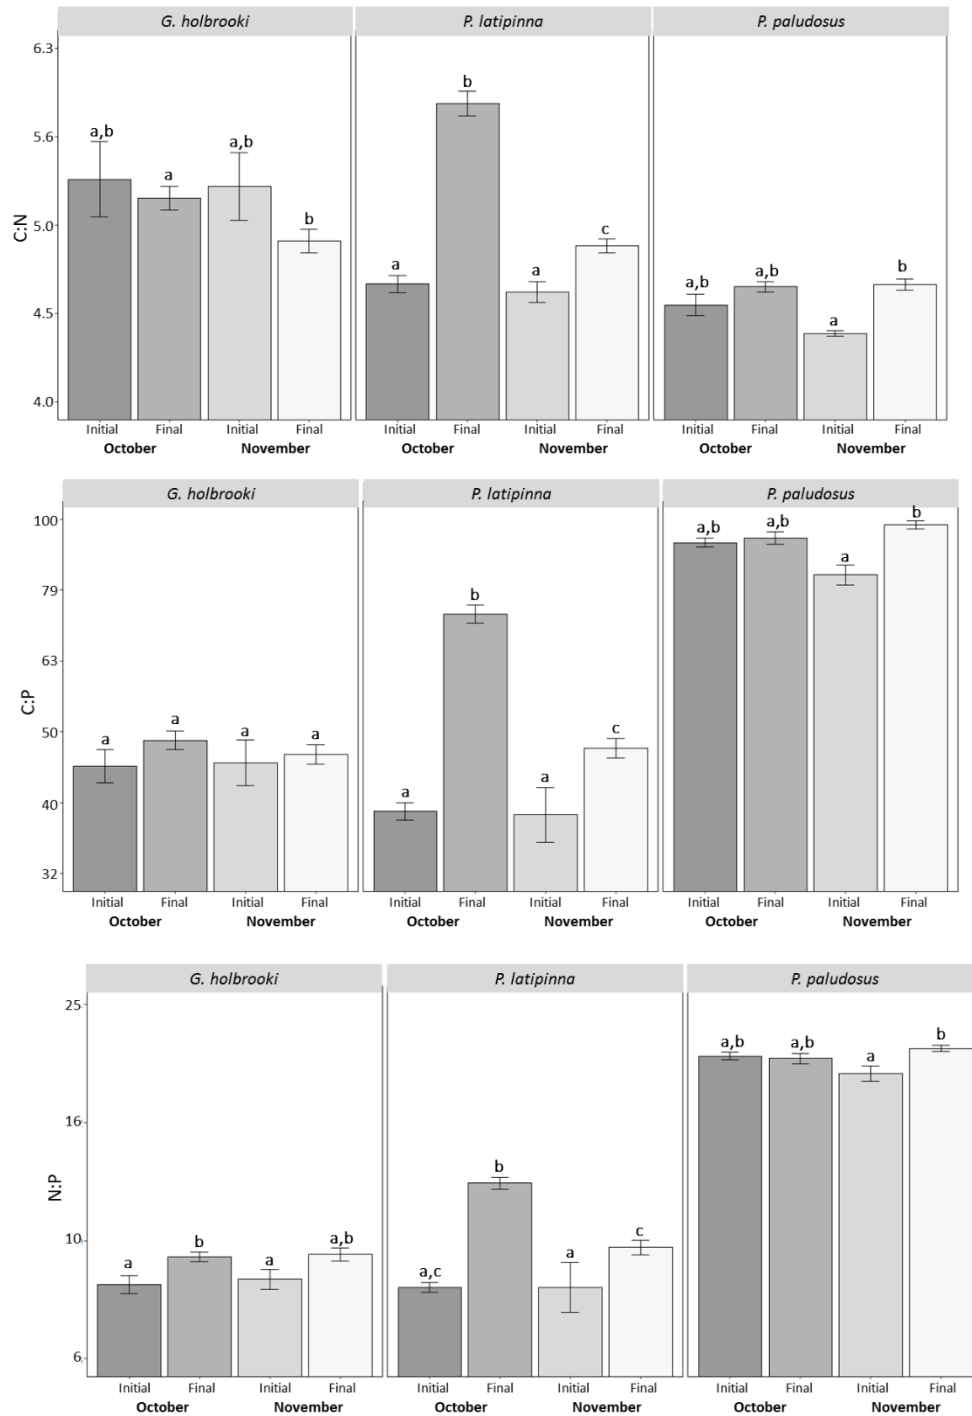 G. holbrooki P. latipinna P. paludosus
6.3
5.6
5.0
4.5
4.0
C:N
a,b a a,b b
a b a c
a,b a,b a b
Initial Final Initial Final Initial Final Initial Final Initial Final Initial Final
October November October November October November
G. holbrooki P. latipinna P. paludosus
100
79
63
50
40
32
C:P
a a a a
a b a c
a,b a,b a b
Initial Final Initial Final Initial Final Initial Final Initial Final Initial Final
October November October November October November
G. holbrooki P. latipinna P. paludosus
25
16
10
6
N:P
a b a a,b
a,c b a c
a,b a,b a b
Initial Final Initial Final Initial Final Initial Final Initial Final Initial Final
October November October November October November